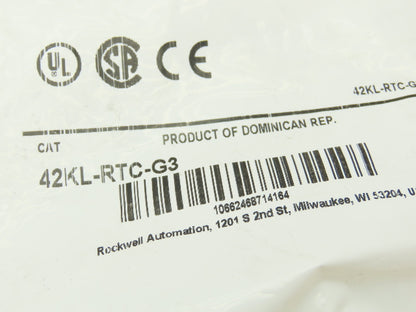 UL SA CE
42KL-RTC-G
CAT PRODUCT OF DOMINICAN REP.
42KL-RTC-G3
10662468714164
Rockwell Automation, 1201 S 2nd St, Milwaukee, WI 53204, U